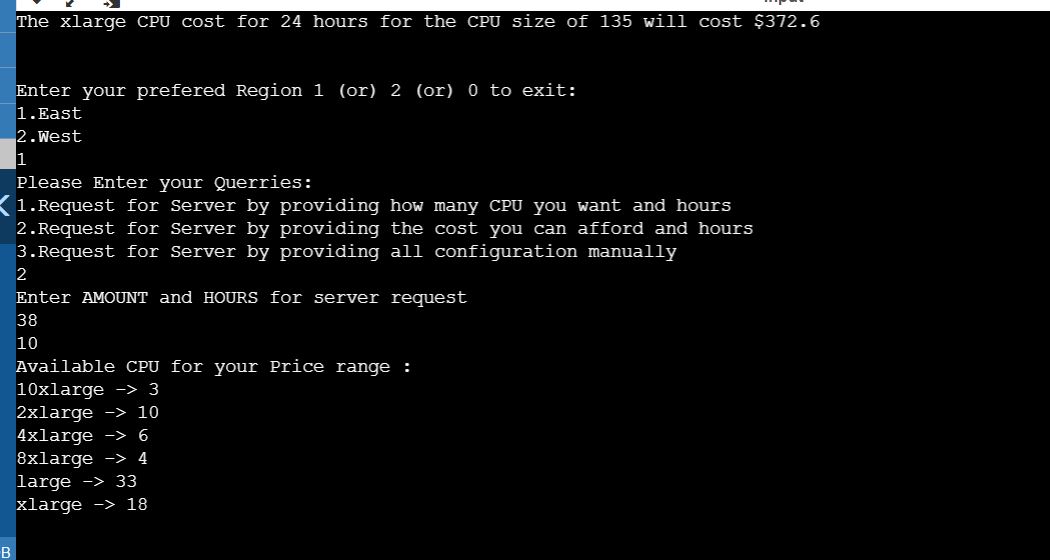 The xlarge CPU cost for 24 hours for the CPU size of 135 will cost $372.6
Enter your prefered Region 1 (or) 2 (or) 0 to exit:
1.East
2.West
1
Please Enter your Querries:
1.Request for Server by providing how many CPU you want and hours
2.Request for Server by providing the cost you can afford and hours
3.Request for Server by providing all configuration manually
2
Enter AMOUNT and HOURS for server request
38
10
Available CPU for your Price range :
10xlarge -> 3
2xlarge -> 10
4xlarge -> 6
8xlarge -> 4
large -> 33
xlarge -> 18
B